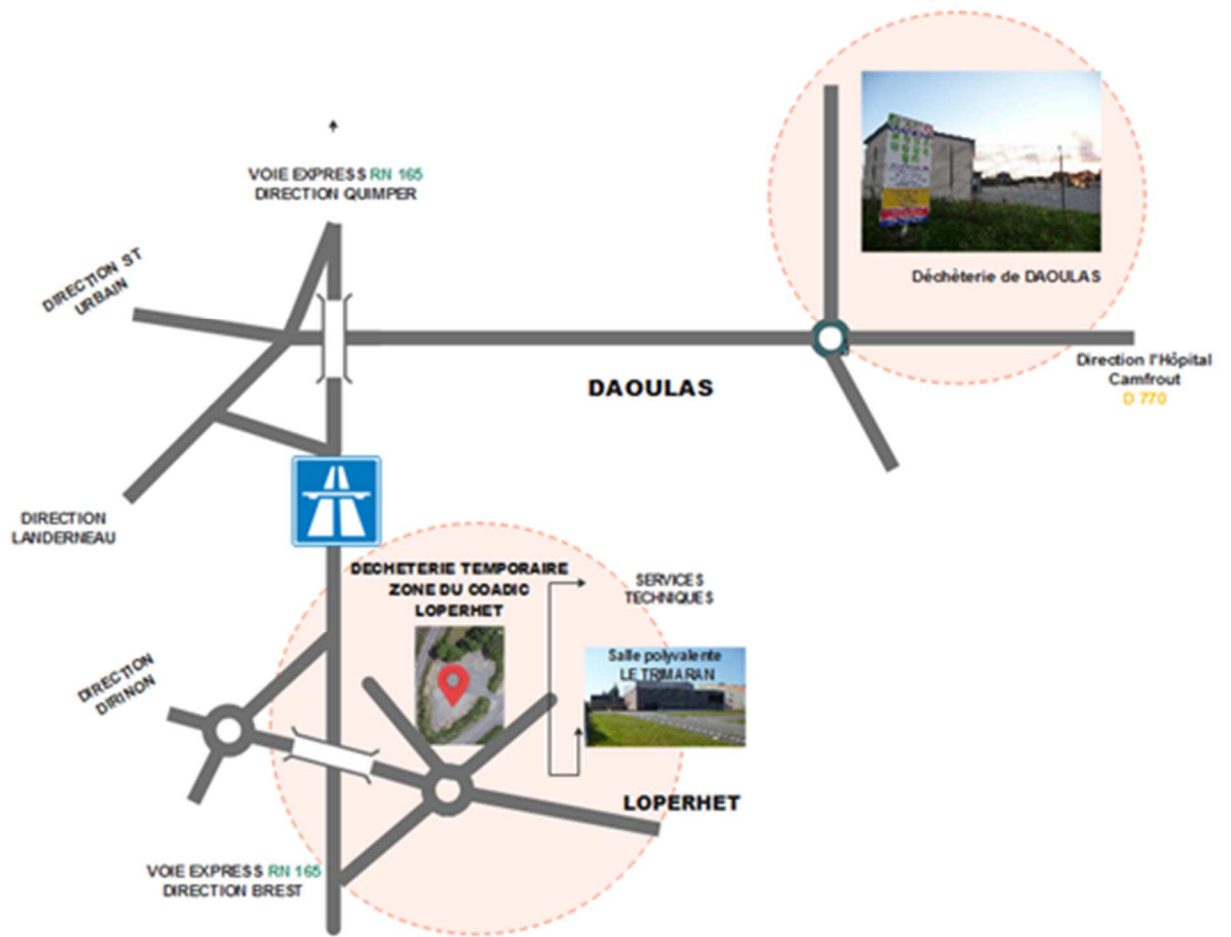 VOIE EXPRESS RN 165
DIRECTION QUIMPER
DIRECTION ST
URBAIN
Déchèterie de DAOULAS
Direction l'Hôpital
Camfrout
D 770
DAOULAS
DIRECTION
LANDERNEAU
DECHETERIE TEMPORAIRE
ZONE DU COADIC
LOPERHET
SERVICES
TECHNIQUES
Salle polyvalente
LE TRIMARAN
DIRECTION
DIRINON
LOPERHET
VOIE EXPRESS RN 165
DIRECTION BREST